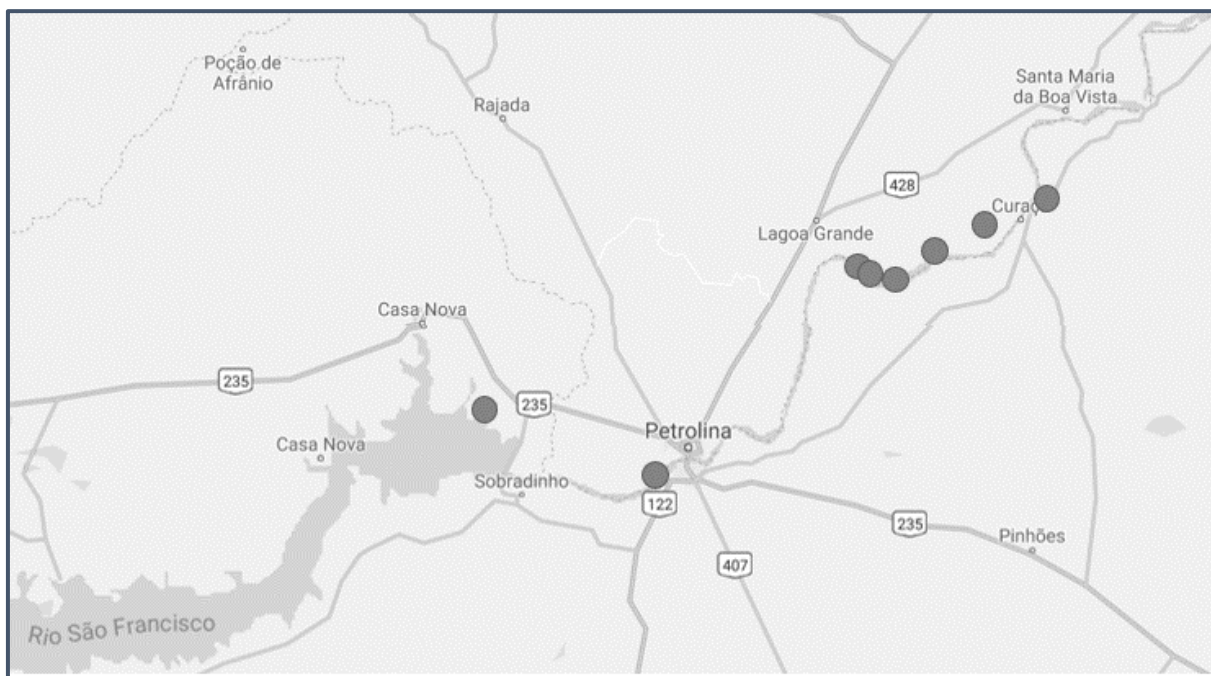 Poção de
Afrânio
Rajada
Santa Maria
da Boa Vista
428
Curaç
Lagoa Grande
Casa Nova
235
235
Petrolina
Casa Nova
Sobradinho
122
235
Pinhões
407
Rio São Francisco